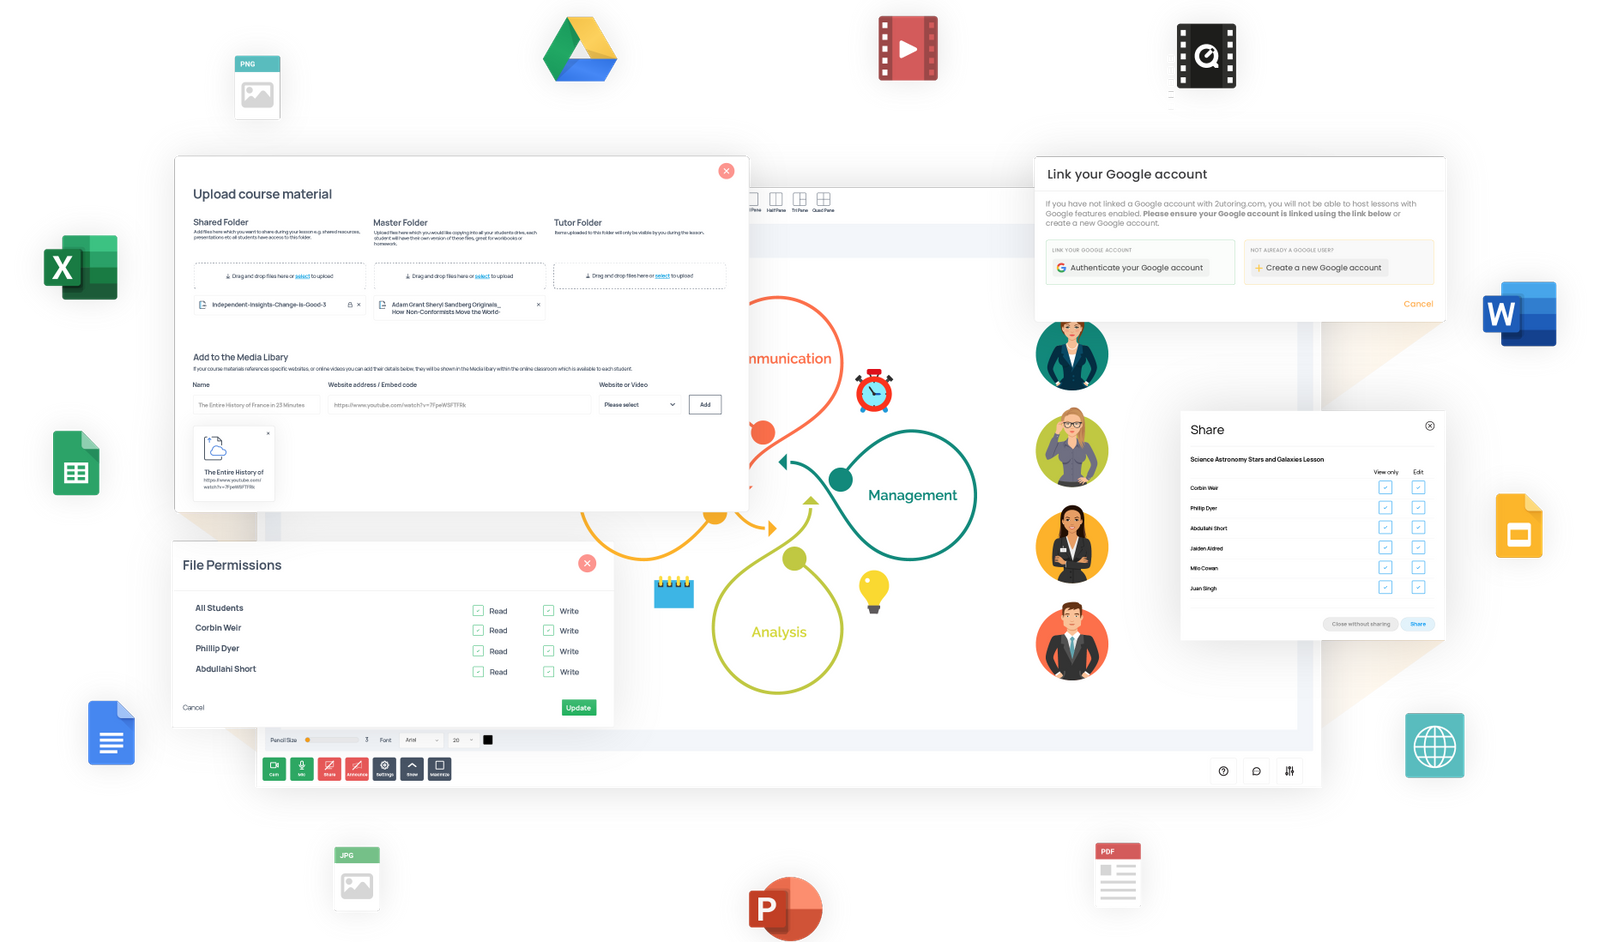 PNG
Upload course material
Shared Folder
Add files here which you want to share during your lesson e.g. shared resources,
presentations etc all students have access to this folder.
Master Folder
Upload files here which you would like copying into all your students drive, each
student will have their own version of these files, great for workbooks or
homework.
Tutor Folder
Items uploaded to this folder will only be visible by you during the lesson.
Drag and drop files here or select to upload
Drag and drop files here or select to upload
Drag and drop files here or select to upload
Independent-Insights-Change-is-Good-3
Adam Grant Sheryl Sandberg Originals_
How Non-Conformists Move the World-
Add to the Media Libary
If your course materials references specific websites, or online videos you can add their details below, they will be shown in the Media libary within the online classroom which is available to each student.
Name
Website address / Embed code
Website or Video
The Entire History of France in 23 Minutes
https://www.youtube.com/watch?v=7FpeWSFTFRk
Please select
Add
The Entire History of
https://www.youtube.com/
watch?v=7FpeWSFTFRk
Half Pane
Tri Pane
Quad Pane
Link your Google account
If you have not linked a Google account with 2utoring.com, you will not be able to host lessons with
Google features enabled. Please ensure your Google account is linked using the link below or
create a new Google account.
LINK YOUR GOOGLE ACCOUNT
Authenticate your Google account
NOT ALREADY A GOOGLE USER?
Create a new Google account
Cancel
X
W
mmunication
Management
Analysis
Share
Science Astronomy Stars and Galaxies Lesson
View only
Edit
Corbin Weir
Phillip Dyer
Abdullahi Short
Jaiden Aldred
Milo Cowan
Juan Singh
Close without sharing
Share
File Permissions
All Students
Read
Write
Corbin Weir
Read
Write
Phillip Dyer
Read
Write
Abdullahi Short
Read
Write
Cancel
Update
Pencil Size
3
Font
Arial
20
Cam
Mic
Share
Announce
Settings
Show
Maximize
JPG
P
PDF